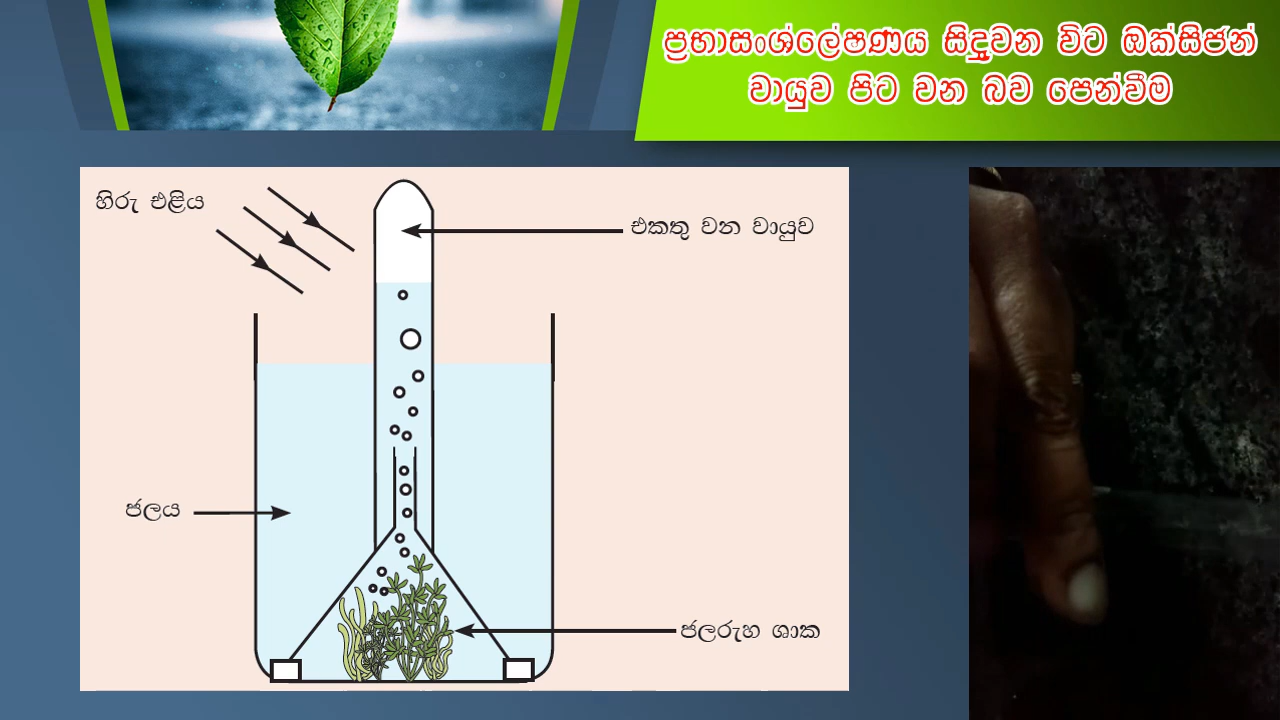 ප්‍රභාසංශ්ලේෂණය සිදුවන විට ඔක්සිජන්
වායුව පිට වන බව පෙන්වීම
හිරු එළිය
එකතු වන වායුව
ජලය
ජලරුහ ශාක